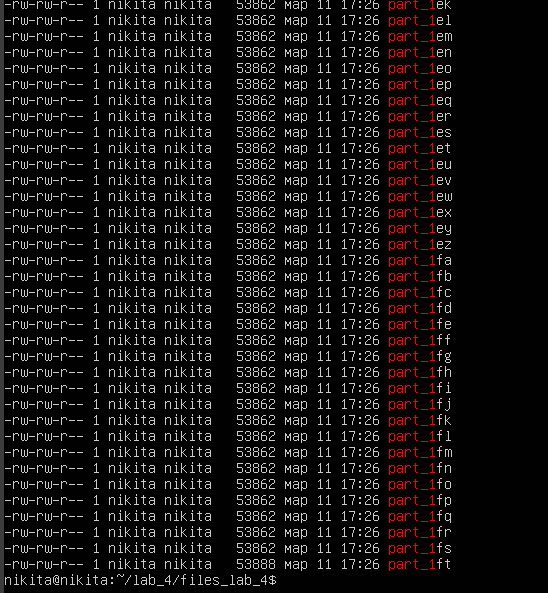 -rw-rw-r-- 1 nikita nikita   53862 мар 11 17:26 part_1ek
-rw-rw-r-- 1 nikita nikita   53862 мар 11 17:26 part_1el
-rw-rw-r-- 1 nikita nikita   53862 мар 11 17:26 part_1em
-rw-rw-r-- 1 nikita nikita   53862 мар 11 17:26 part_1en
-rw-rw-r-- 1 nikita nikita   53862 мар 11 17:26 part_1eo
-rw-rw-r-- 1 nikita nikita   53862 мар 11 17:26 part_1ep
-rw-rw-r-- 1 nikita nikita   53862 мар 11 17:26 part_1eq
-rw-rw-r-- 1 nikita nikita   53862 мар 11 17:26 part_1er
-rw-rw-r-- 1 nikita nikita   53862 мар 11 17:26 part_1es
-rw-rw-r-- 1 nikita nikita   53862 мар 11 17:26 part_1et
-rw-rw-r-- 1 nikita nikita   53862 мар 11 17:26 part_1eu
-rw-rw-r-- 1 nikita nikita   53862 мар 11 17:26 part_1ev
-rw-rw-r-- 1 nikita nikita   53862 мар 11 17:26 part_1ew
-rw-rw-r-- 1 nikita nikita   53862 мар 11 17:26 part_1ex
-rw-rw-r-- 1 nikita nikita   53862 мар 11 17:26 part_1ey
-rw-rw-r-- 1 nikita nikita   53862 мар 11 17:26 part_1ez
-rw-rw-r-- 1 nikita nikita   53862 мар 11 17:26 part_1fa
-rw-rw-r-- 1 nikita nikita   53862 мар 11 17:26 part_1fb
-rw-rw-r-- 1 nikita nikita   53862 мар 11 17:26 part_1fc
-rw-rw-r-- 1 nikita nikita   53862 мар 11 17:26 part_1fd
-rw-rw-r-- 1 nikita nikita   53862 мар 11 17:26 part_1fe
-rw-rw-r-- 1 nikita nikita   53862 мар 11 17:26 part_1ff
-rw-rw-r-- 1 nikita nikita   53862 мар 11 17:26 part_1fg
-rw-rw-r-- 1 nikita nikita   53862 мар 11 17:26 part_1fh
-rw-rw-r-- 1 nikita nikita   53862 мар 11 17:26 part_1fi
-rw-rw-r-- 1 nikita nikita   53862 мар 11 17:26 part_1fj
-rw-rw-r-- 1 nikita nikita   53862 мар 11 17:26 part_1fk
-rw-rw-r-- 1 nikita nikita   53862 мар 11 17:26 part_1fl
-rw-rw-r-- 1 nikita nikita   53862 мар 11 17:26 part_1fm
-rw-rw-r-- 1 nikita nikita   53862 мар 11 17:26 part_1fn
-rw-rw-r-- 1 nikita nikita   53862 мар 11 17:26 part_1fo
-rw-rw-r-- 1 nikita nikita   53862 мар 11 17:26 part_1fp
-rw-rw-r-- 1 nikita nikita   53862 мар 11 17:26 part_1fq
-rw-rw-r-- 1 nikita nikita   53862 мар 11 17:26 part_1fr
-rw-rw-r-- 1 nikita nikita   53862 мар 11 17:26 part_1fs
-rw-rw-r-- 1 nikita nikita   53888 мар 11 17:26 part_1ft
nikita@nikita:~/lab_4/files_lab_4$